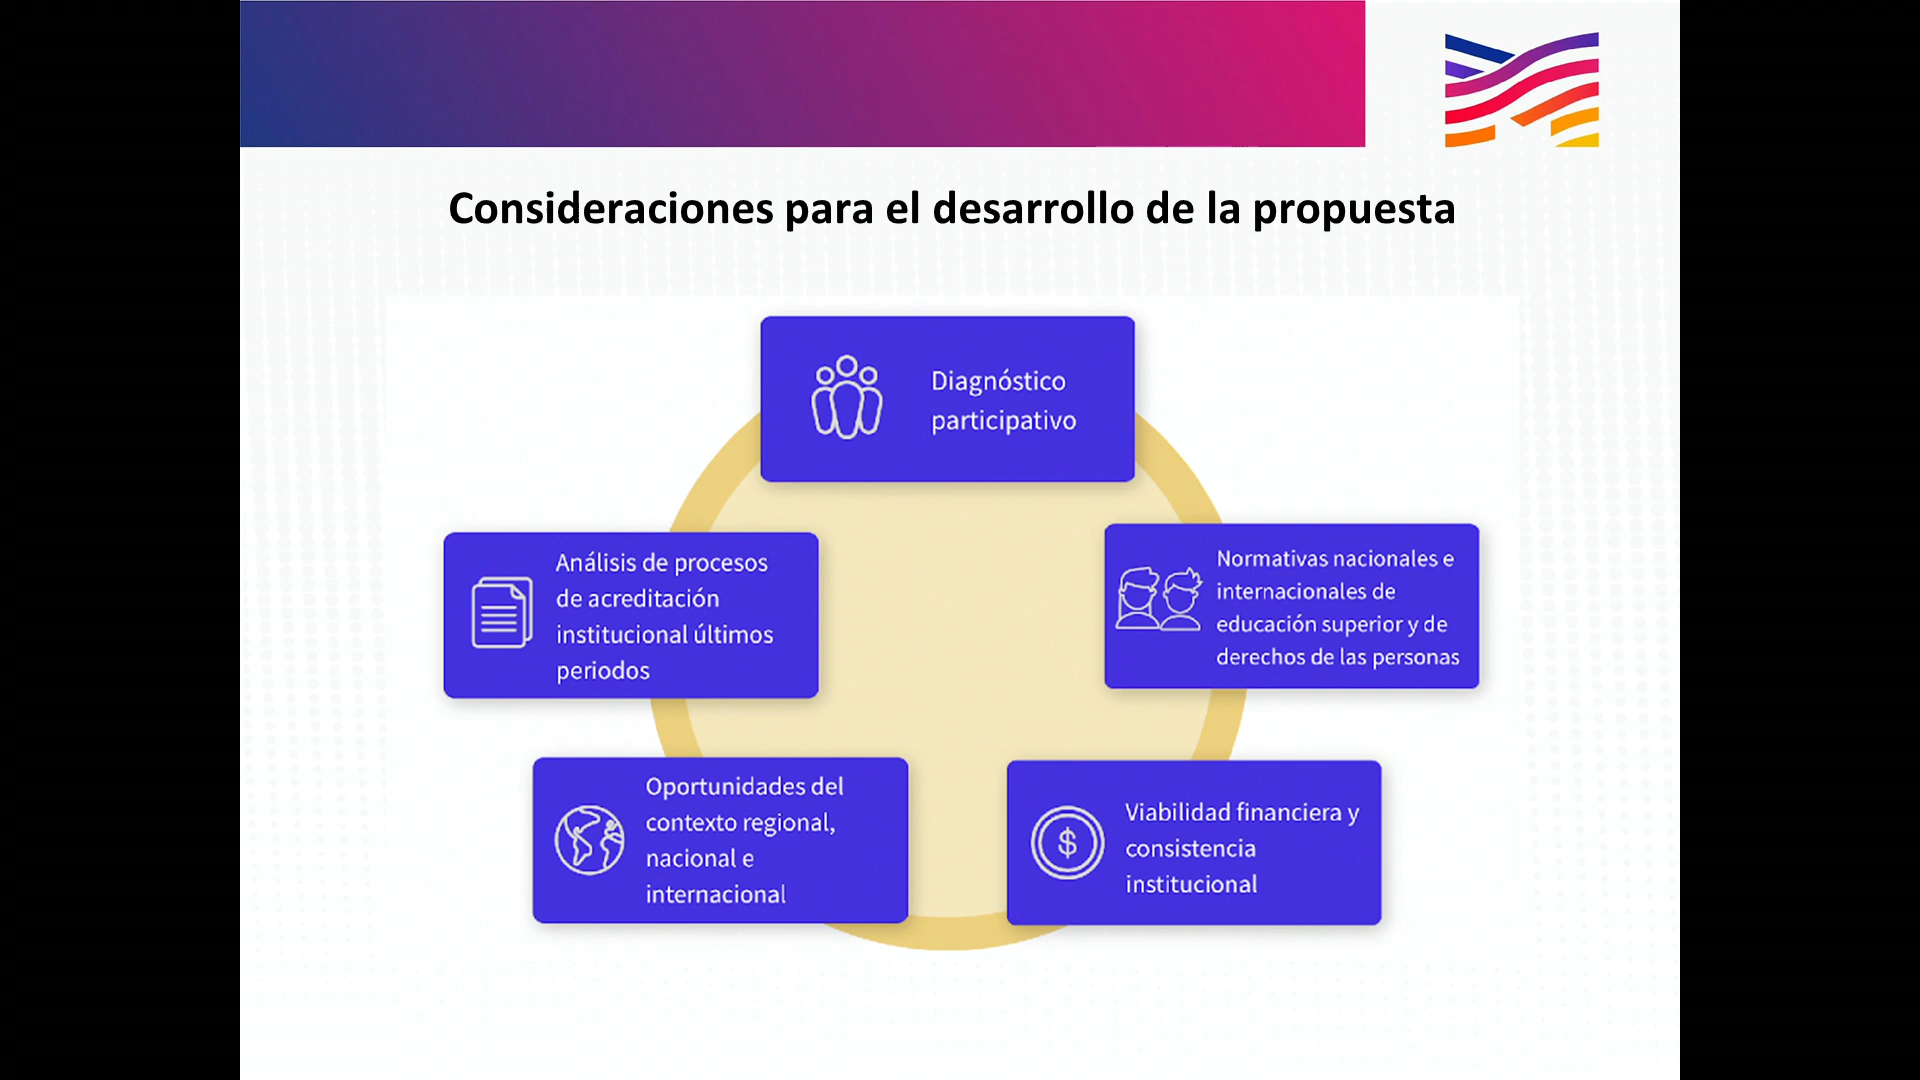 Consideraciones para el desarrollo de la propuesta
Diagnóstico
participativo
Análisis de procesos
de acreditación
institucional últimos
periodos
Normativas nacionales e
internacionales de
educación superior y de
derechos de las personas
Oportunidades del
contexto regional,
nacional e
internacional
$
Viabilidad financiera y
consistencia
institucional